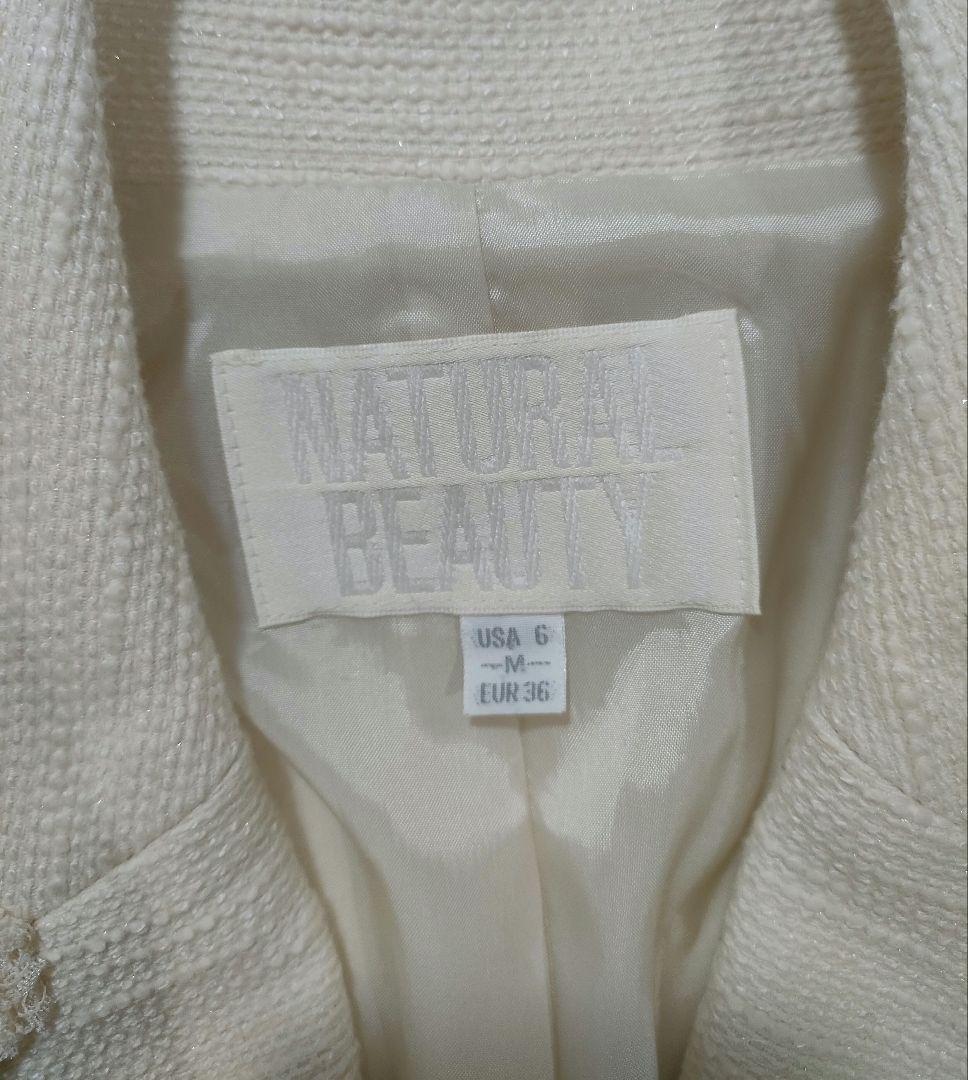 NATURAL
BEAUTY
USA 6
-M-
EUR 36